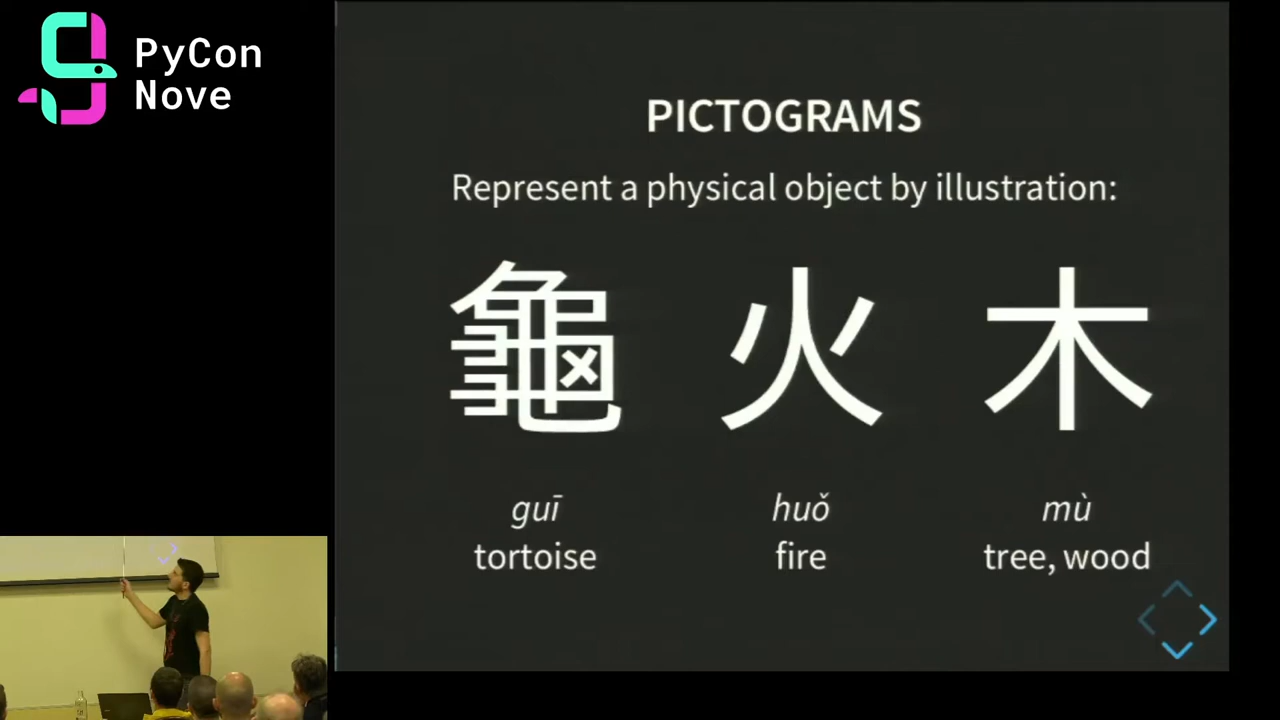 PyCon
Nove
PICTOGRAMS
Represent a physical object by illustration:
龜 火 木
guī huǒ mù
tortoise fire tree, wood